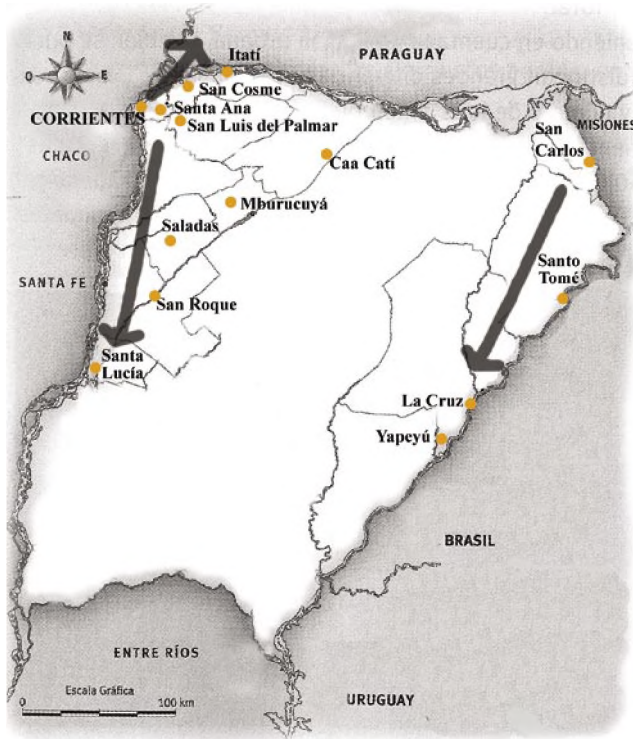 N
O
E
S
Itatí
PARAGUAY
San Cosme
CORRIENTES
Santa Ana
San Luis del Palmar
MISIONES
San
Carlos
CHACO
Caa Catí
Mburucuyá
Saladas
Santo
Tomé
SANTA FE
San Roque
Santa
Lucía
La Cruz
Yapeyú
BRASIL
ENTRE RÍOS
Escala Gráfica
0
100 km
URUGUAY